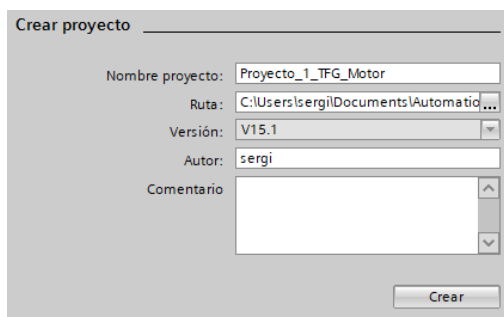 Crear proyecto
Nombre proyecto: Proyecto_1_TFG_Motor
Ruta: C:\Users\sergi\Documents\Automatio ...
Versión: V15.1
Autor: sergi
Comentario
Crear